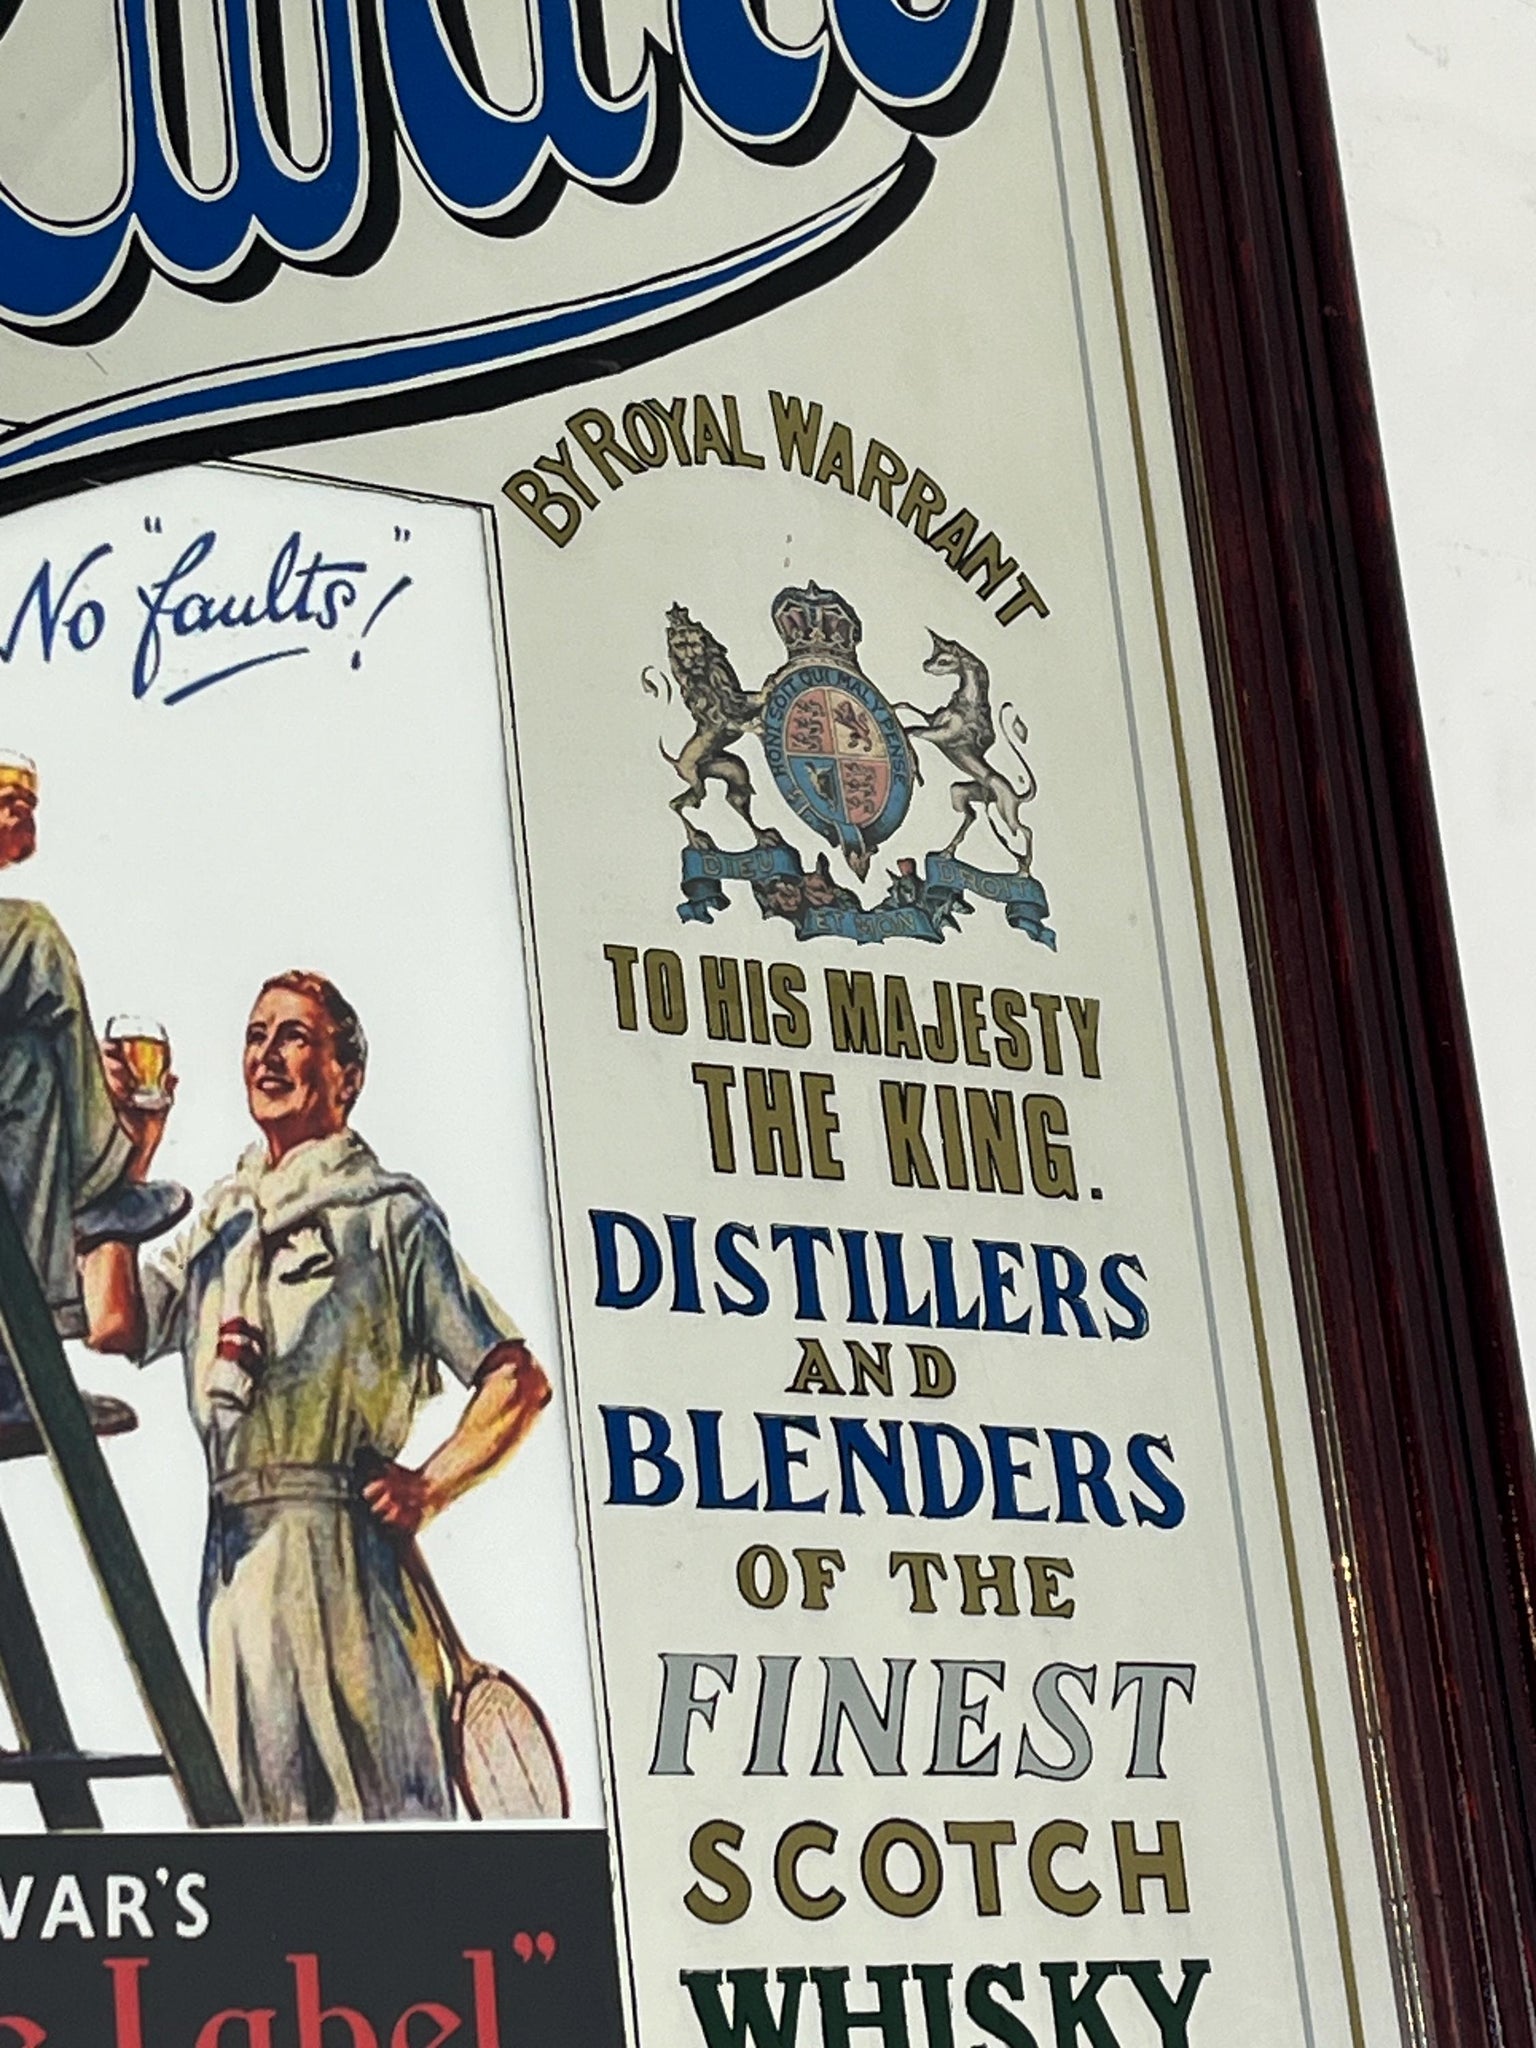 No "faults"!
BY ROYAL WARRANT
HONI SOIT QUI MAL Y PENSE
DIEU ET MON DROIT
TO HIS MAJESTY
THE KING.
DISTILLERS
AND
BLENDERS
OF THE
FINEST
SCOTCH
WHISKY
WAR'S
Label"